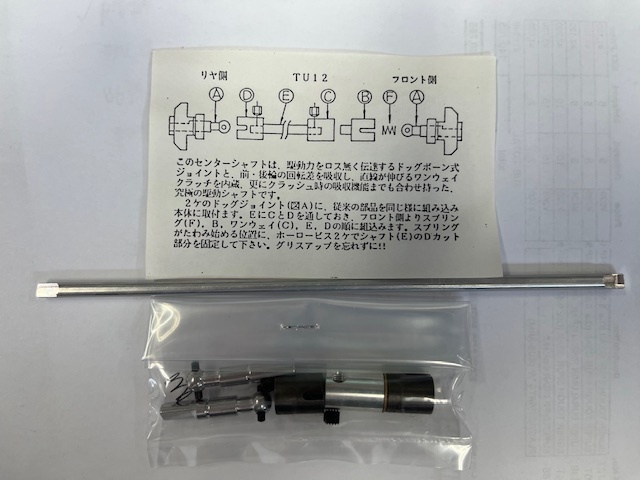 リヤ側 TU12 フロント側
A D E C B F A
このセンターシャフトは、駆動力をロス無く伝達するドッグボーン式
ジョイントと、前・後輪の回転差を吸収し、直線が伸びるワンウェイ
クラッチを内蔵、更にクラッシュ時の吸収機能までも合わせ持った、
究極の駆動シャフトです。
2ケのドッグジョイント(図A)に、従来の部品を同じ様に組み込み
本体に取付ます。EにCとDを通しておき、フロント側よりスプリン
グ(F)、B、ワンウェイ(C)、E、Dの順に組込みます。スプリング
がたわみ始める位置に、ホーロービス2ケでシャフト(E)のDカット
部分を固定して下さい。グリスアップを忘れずに!!